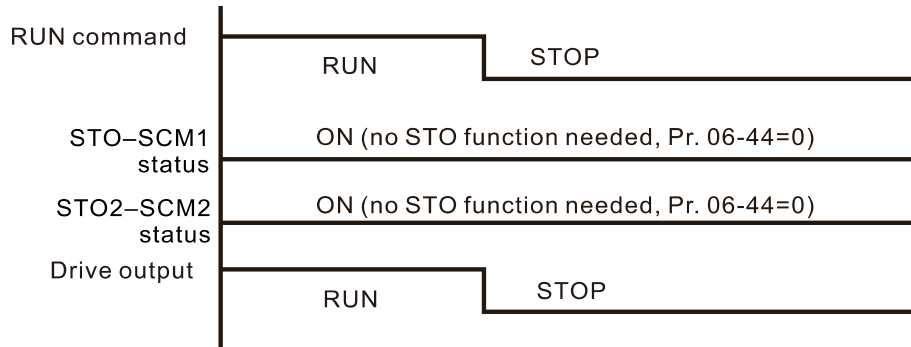 RUN command
RUN
STOP
STO–SCM1
status
ON (no STO function needed, Pr. 06-44=0)
STO2–SCM2
status
ON (no STO function needed, Pr. 06-44=0)
Drive output
RUN
STOP